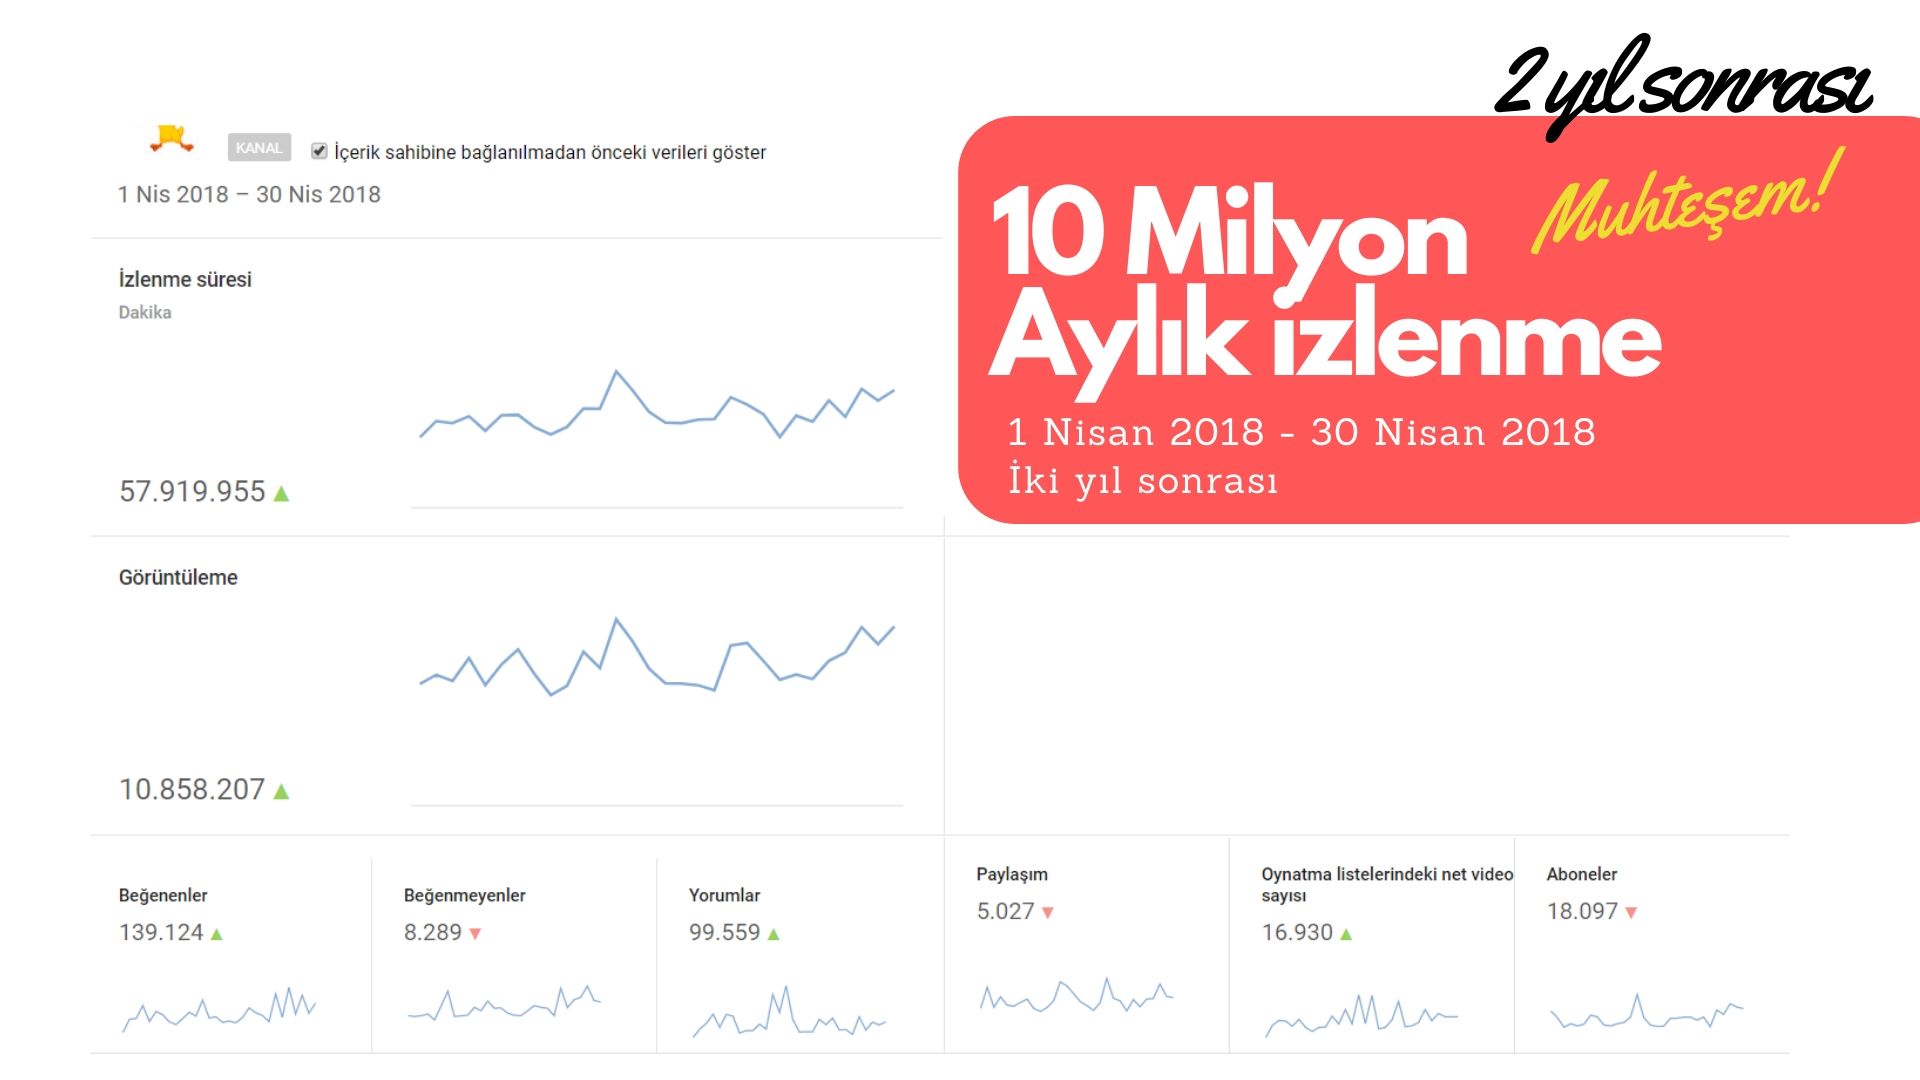 2 yıl sonrası
KANAL
İçerik sahibine bağlanılmadan önceki verileri göster
1 Nis 2018 – 30 Nis 2018
Muhteşem!
10 Milyon
Aylık izlenme
1 Nisan 2018 - 30 Nisan 2018
İki yıl sonrası
İzlenme süresi
Dakika
57.919.955
Görüntüleme
10.858.207
Beğenenler
139.124
Beğenmeyenler
8.289
Yorumlar
99.559
Paylaşım
5.027
Oynatma listelerindeki net video
sayısı
16.930
Aboneler
18.097